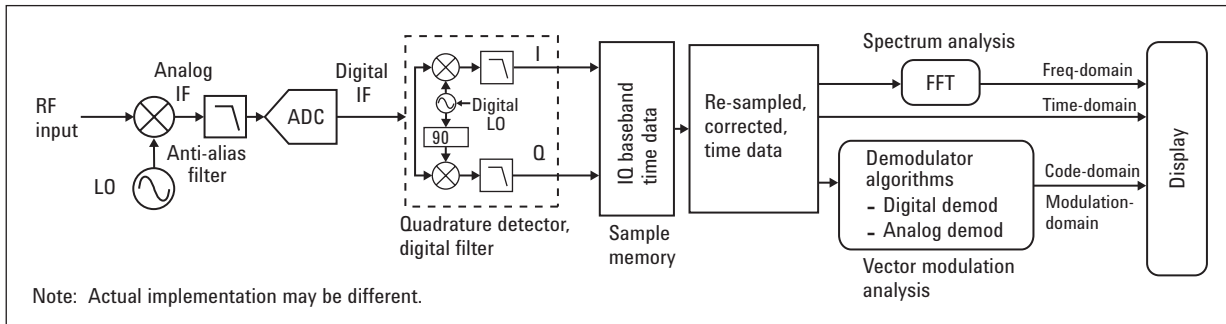 RF
input
LO
Analog
IF
Anti-alias
filter
ADC
Digital
IF
I
Digital
LO
90
Q
Quadrature detector,
digital filter
IQ baseband
time data
Sample
memory
Re-sampled,
corrected,
time data
Spectrum analysis
FFT
Freq-domain
Time-domain
Demodulator
algorithms
- Digital demod
- Analog demod
Code-domain
Modulation-
domain
Vector modulation
analysis
Display
Note: Actual implementation may be different.